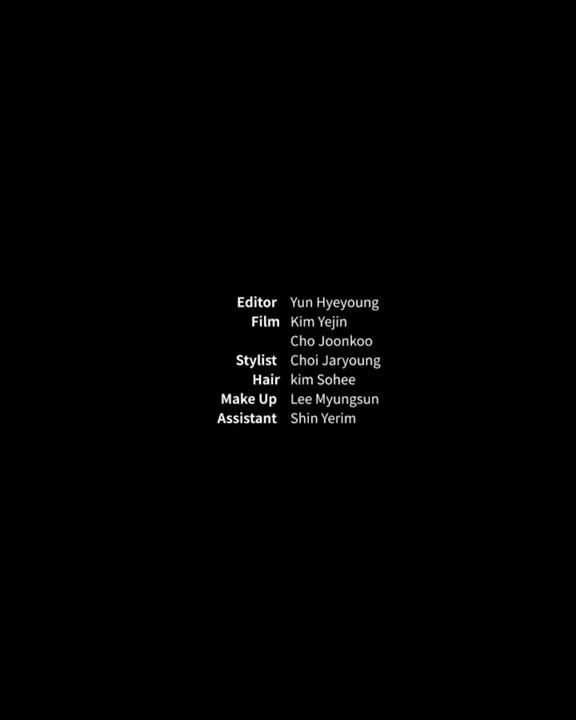 Editor Yun Hyeyoung
Film Kim Yejin
Cho Joonkoo
Stylist Choi Jaryoung
Hair kim Sohee
Make Up Lee Myungsun
Assistant Shin Yerim